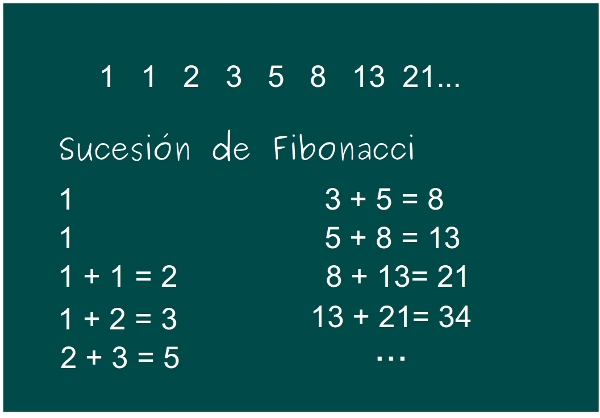 1 1 2 3 5 8 13 21...
Sucesión de Fibonacci
1
1
1 + 1 = 2
1 + 2 = 3
2 + 3 = 5
3 + 5 = 8
5 + 8 = 13
8 + 13= 21
13 + 21= 34
...